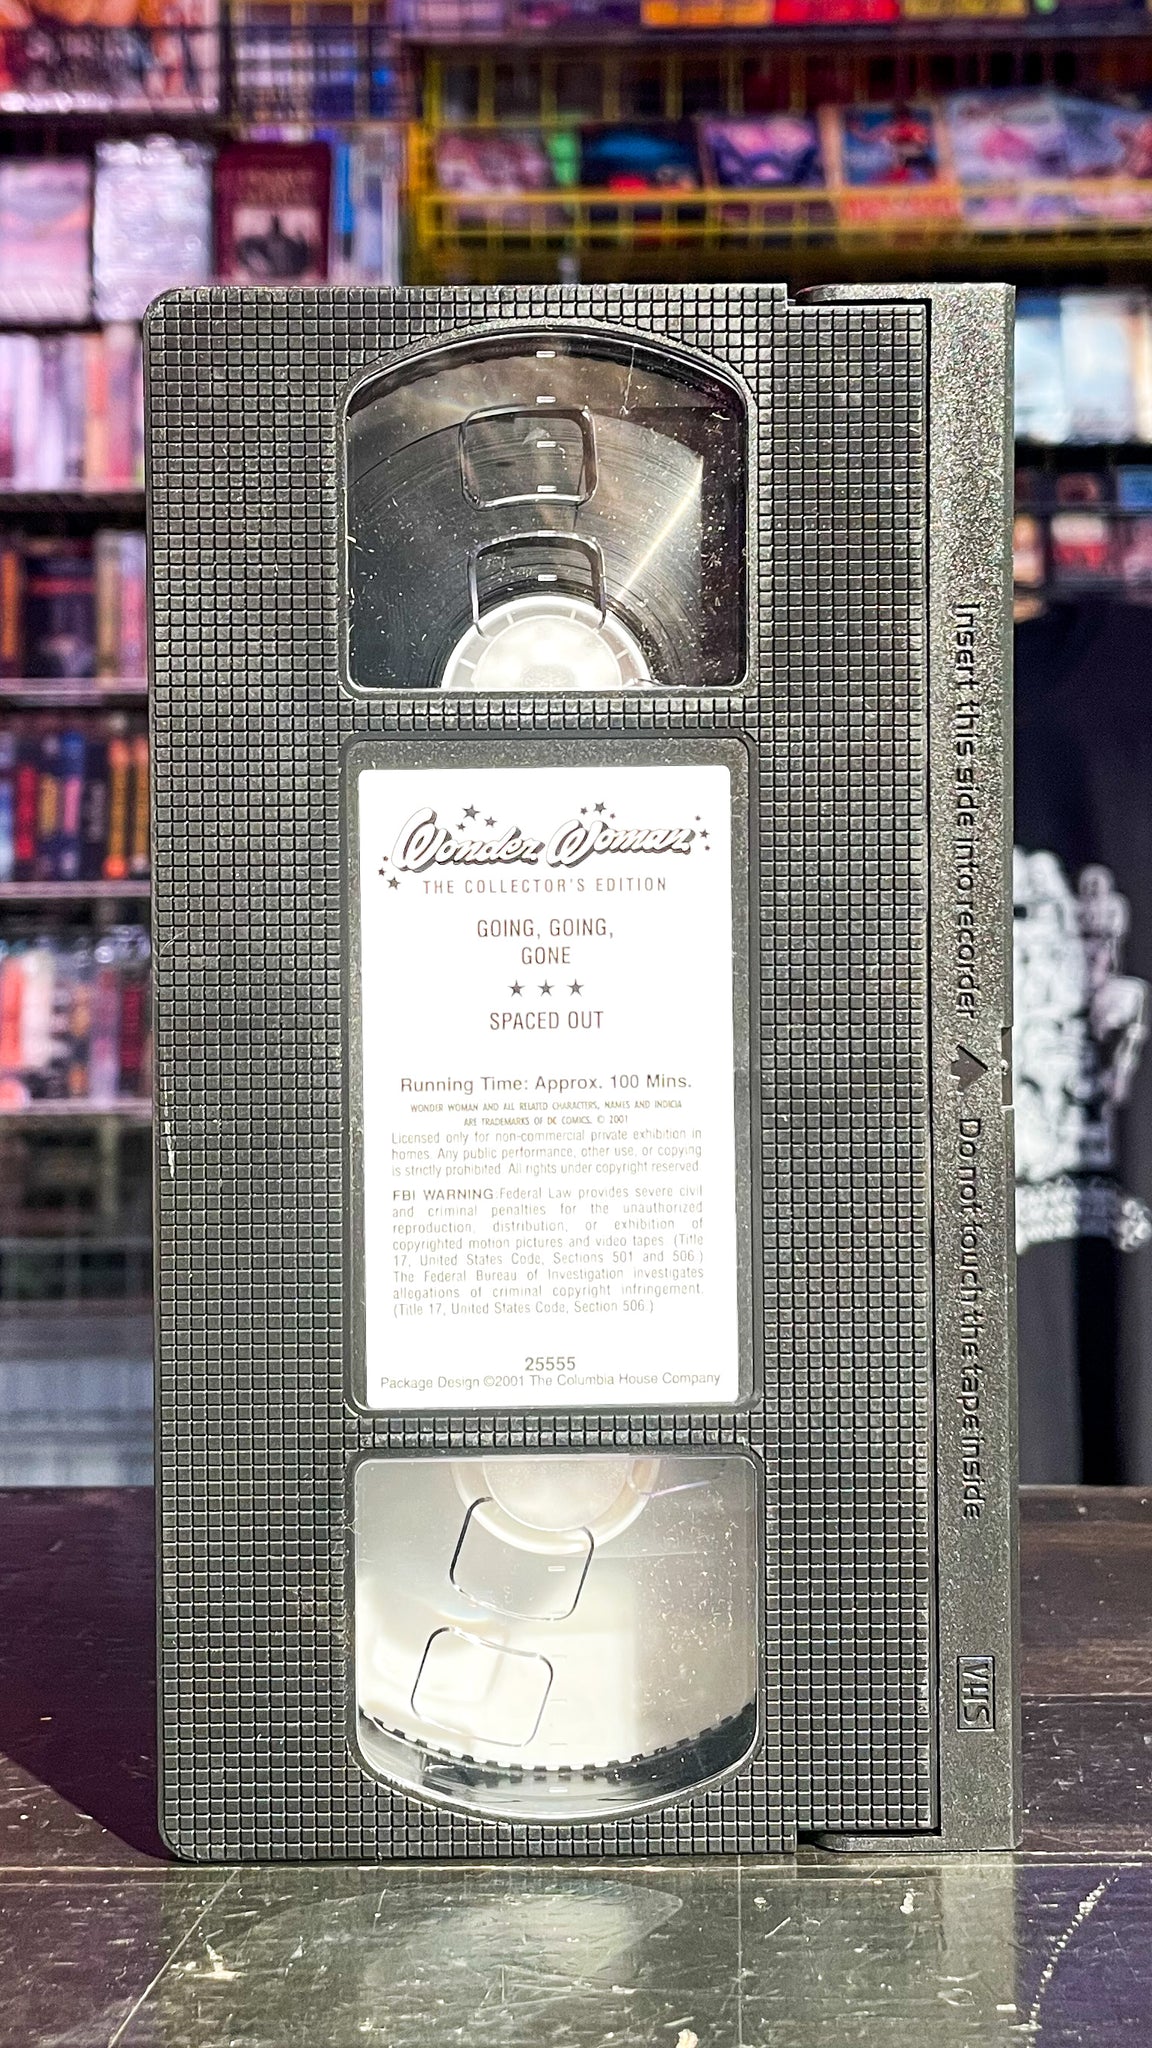 Wonder Woman
THE COLLECTOR'S EDITION
GOING, GOING,
GONE
★ ★ ★
SPACED OUT
Running Time: Approx. 100 Mins.
WONDER WOMAN AND ALL RELATED CHARACTERS, NAMES AND INDICIA
ARE TRADEMARKS OF DC COMICS. © 2001
Licensed only for non-commercial private exhibition in
homes. Any public performance, other use, or copying
is strictly prohibited. All rights under copyright reserved.
FBI WARNING: Federal Law provides severe civil
and criminal penalties for the unauthorized
reproduction, distribution, or exhibition of
copyrighted motion pictures and video tapes. (Title
17, United States Code, Sections 501 and 506.)
The Federal Bureau of Investigation investigates
allegations of criminal copyright infringement.
(Title 17, United States Code, Section 506.)
25555
Package Design ©2001 The Columbia House Company
Insert this side into recorder
Do not touch the tape inside
VHS